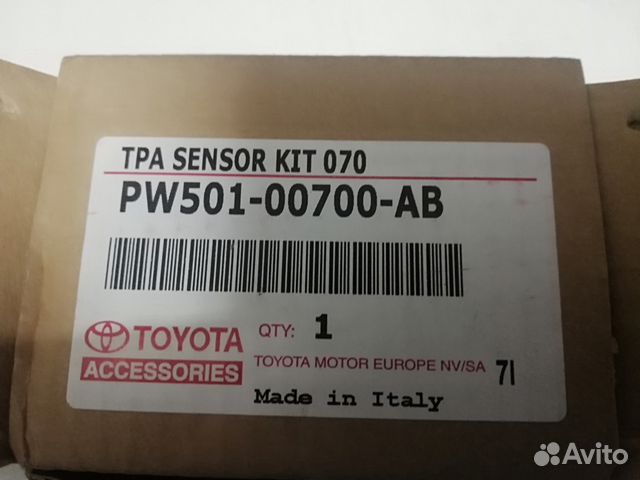 TPA SENSOR KIT 070
PW501-00700-AB
TOYOTA
ACCESSORIES
QTY: 1
TOYOTA MOTOR EUROPE NV/SA 7I
Made in Italy
Avito